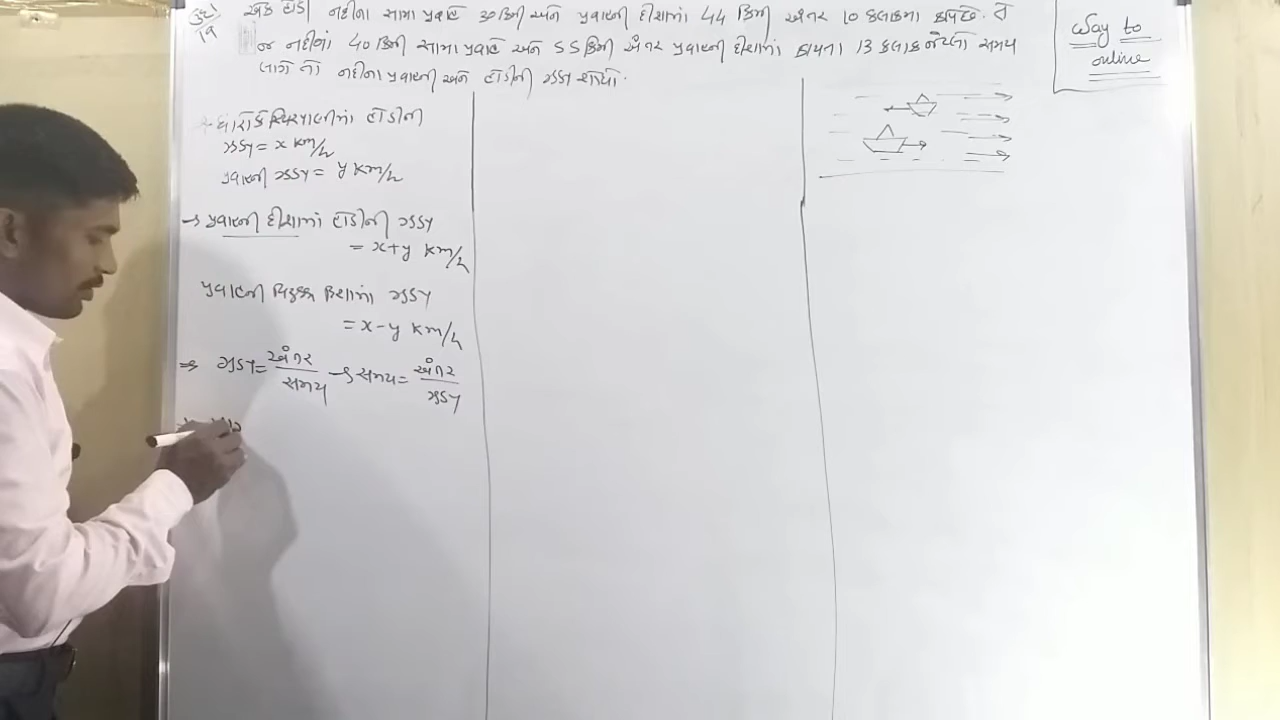 ઉદા 19
એક હોડી નદીના સામા પ્રવાહે 30 કિમી અને પ્રવાહની દીશામાં 44 કિમી અંતર 10 કલાકમાં કાપેછે. તે
જ નદીમાં 40 કિમી સામા પ્રવાહે અને 55 કિમી અંતર પ્રવાહની દીશામાં કાપતા 13 કલાક જેટલો સમય
લાગે તો નદીના પ્રવાહની અને હોડીની ઝડપ શોધો.
Way to
online
ધારોકે સ્થિરપાણીમાં હોડીની
ઝડપ = x km/h
પ્રવાહની ઝડપ = y km/h
→ પ્રવાહની દીશામાં હોડીની ઝડપ
= x+y km/h
પ્રવાહની વિરુદ્ધ દિશામાં ઝડપ
= x-y km/h
⇒ ઝડપ = અંતર / સમય → સમય = અંતર / ઝડપ